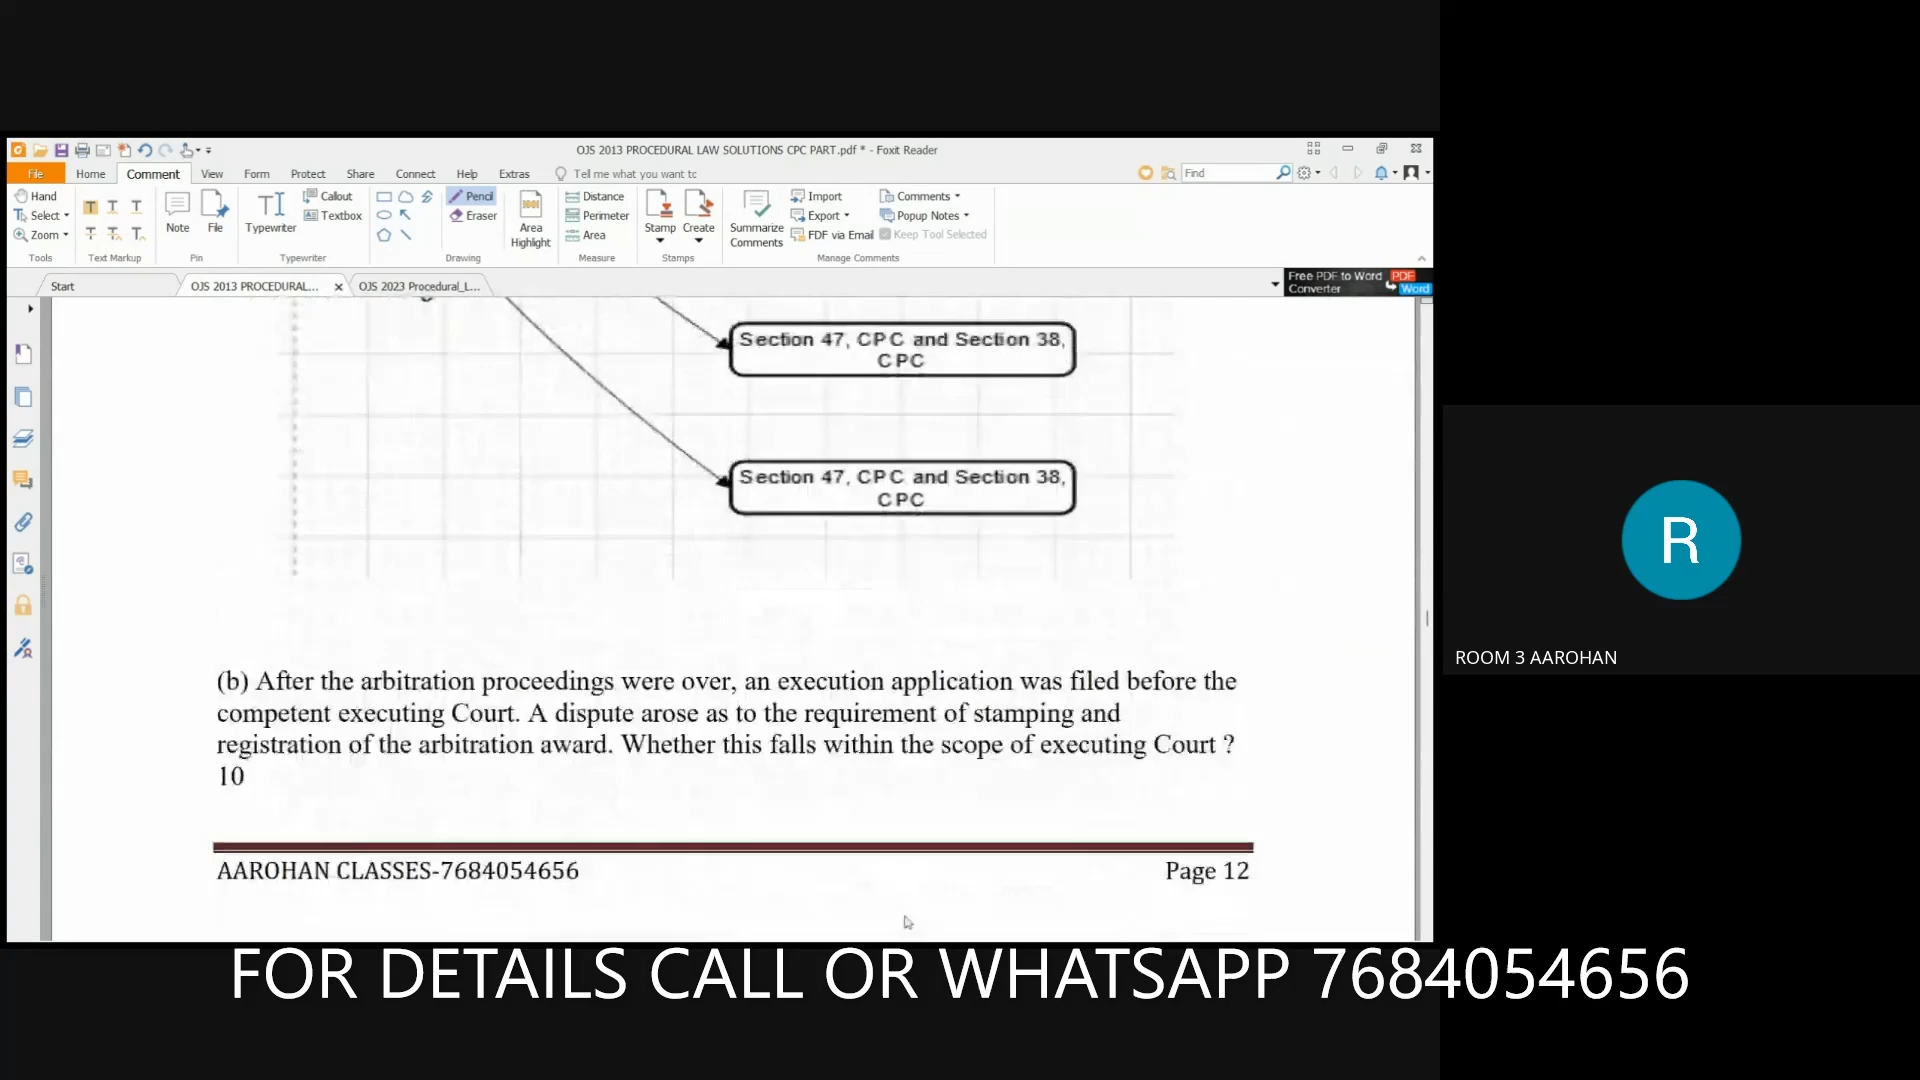 OJS 2013 PROCEDURAL LAW SOLUTIONS CPC PART.pdf * - Foxit Reader
File Home Comment View Form Protect Share Connect Help Extras Tell me what you want tc Find
Hand
Select
Zoom
Tools
Text Markup
Note
File
Pin
Typewriter
Callout
Textbox
Typewriter
Pencil
Eraser
Area
Highlight
Drawing
Distance
Perimeter
Area
Measure
Stamp
Create
Stamps
Summarize
Comments
Import
Export
FDF via Email
Comments
Popup Notes
Keep Tool Selected
Manage Comments
Start
OJS 2013 PROCEDURAL...
OJS 2023 Procedural_L...
Free PDF to Word PDF
Converter Word
Section 47, CPC and Section 38,
CPC
Section 47, CPC and Section 38,
CPC
(b) After the arbitration proceedings were over, an execution application was filed before the
competent executing Court. A dispute arose as to the requirement of stamping and
registration of the arbitration award. Whether this falls within the scope of executing Court ?
10
AAROHAN CLASSES-7684054656 Page 12
R
ROOM 3 AAROHAN
FOR DETAILS CALL OR WHATSAPP 7684054656